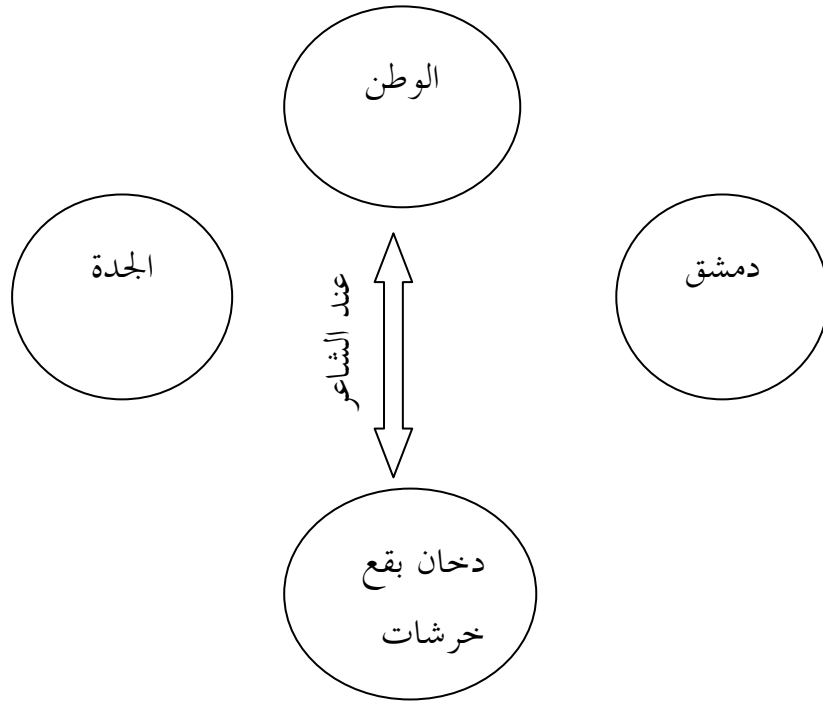 الوطن
دمشق
الجدة
عند الشاعر
دخان بقع
خرشات